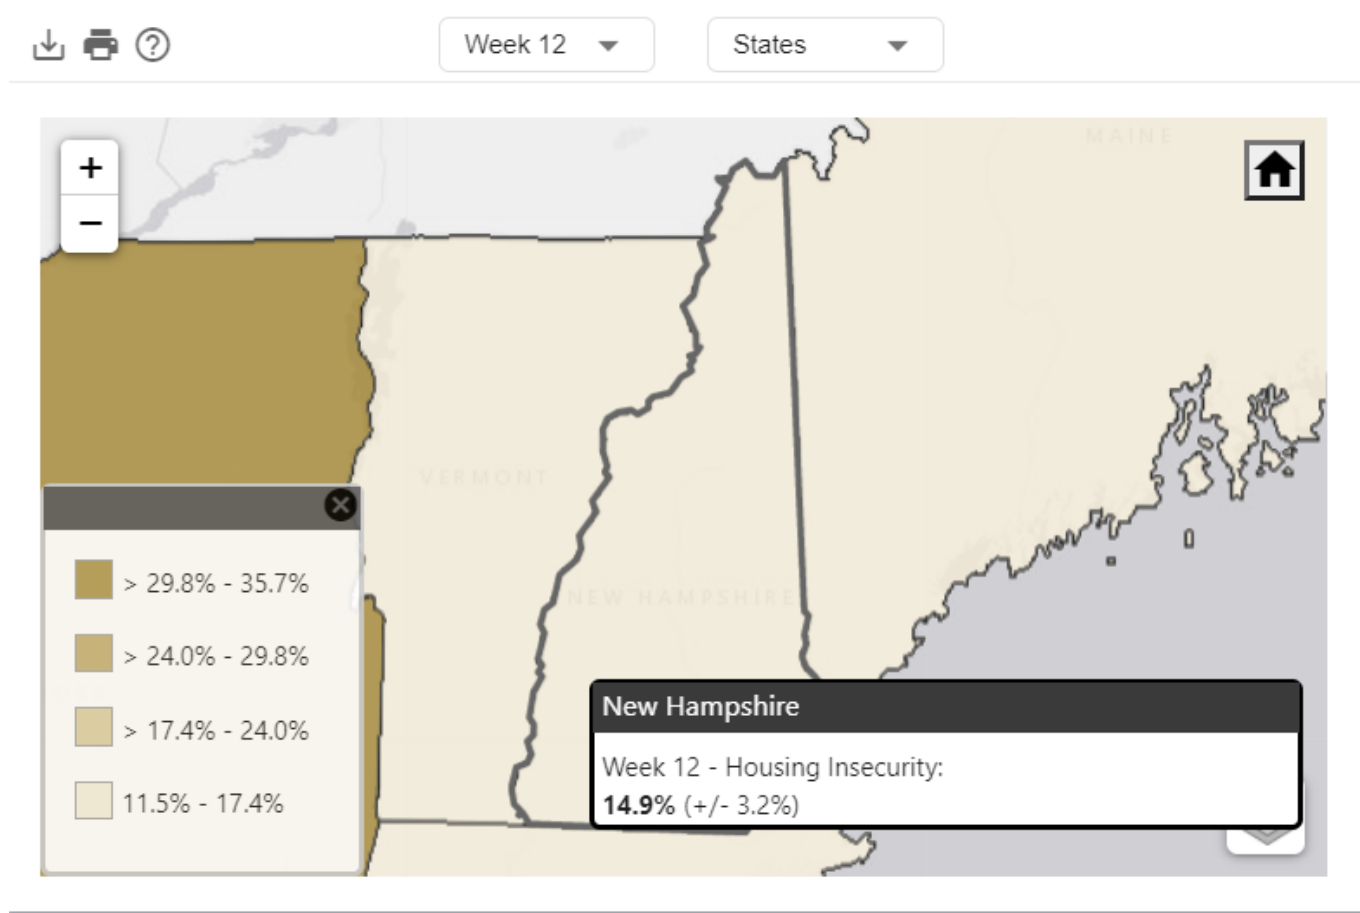 Week 12
States
+
−
MAINE
VERMONT
NEW HAMPSHIRE
> 29.8% - 35.7%
> 24.0% - 29.8%
> 17.4% - 24.0%
11.5% - 17.4%
New Hampshire
Week 12 - Housing Insecurity:
14.9% (+/- 3.2%)